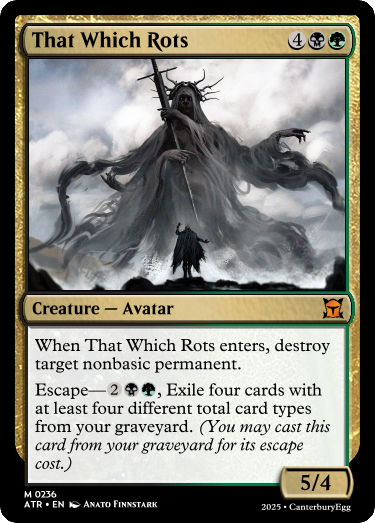 That Which Rots 4
Creature — Avatar
When That Which Rots enters, destroy
target nonbasic permanent.
Escape—2, Exile four cards with
at least four different total card types
from your graveyard. (You may cast this
card from your graveyard for its escape
cost.)
5/4
M 0236
ATR • EN Anato Finnstark
2025 • CanterburyEgg